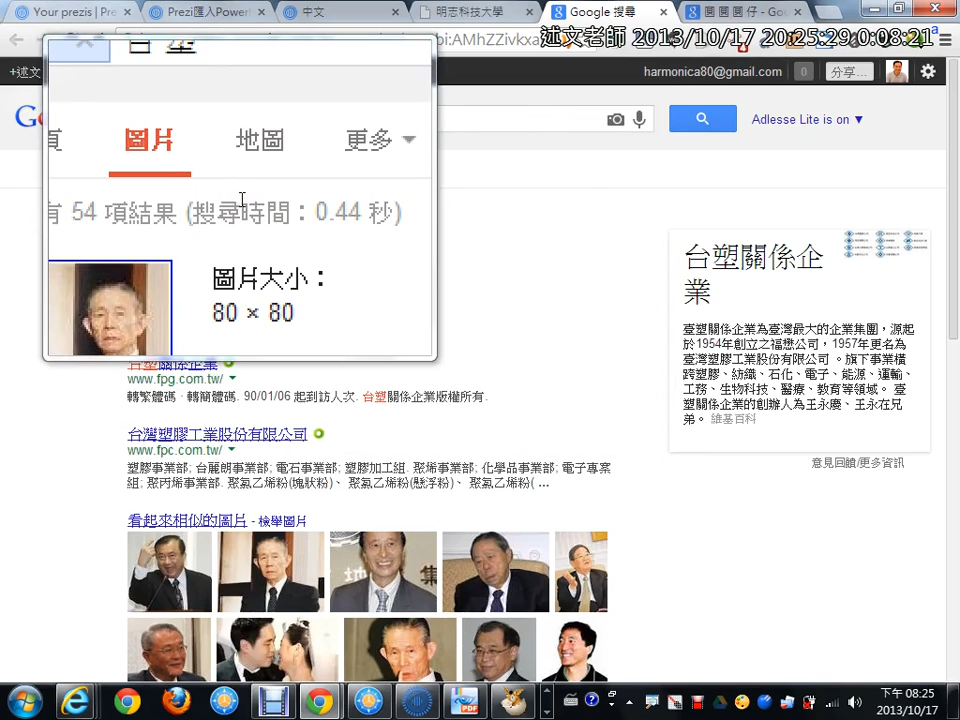 Your prezis | Pre
Prezi匯入Powerl
中文
明志科技大學
Google 搜尋
圓圓圓仔 - Gou
bi:AMhZZivkxa
述文老師 2013/10/17 20:25:29 0:08:21
+述文
harmonica80@gmail.com
0
分享...
Adlesse Lite is on ▼
圖片
地圖
更多
有 54 項結果 (搜尋時間：0.44 秒)
圖片大小：
80 × 80
台塑關係企業
www.fpg.com.tw/
轉繁體碼 · 轉簡體碼. 90/01/06 起到訪人次. 台塑關係企業版權所有.
台灣塑膠工業股份有限公司
www.fpc.com.tw/
塑膠事業部; 台麗朗事業部; 電石事業部; 塑膠加工組. 聚烯事業部; 化學品事業部; 電子專案
組; 聚丙烯事業部. 聚氯乙烯粉(塊狀粉)、 聚氯乙烯粉(懸浮粉)、 聚氯乙烯粉( ...
看起來相似的圖片 - 檢舉圖片
台塑關係企
業
臺塑關係企業為臺灣最大的企業集團，源起
於1954年創立之福懋公司，1957年更名為
臺灣塑膠工業股份有限公司 。旗下事業橫
跨塑膠、紡織、石化、電子、能源、運輸、
工務、生物科技、醫療、教育等領域。 臺
塑關係企業的創辦人為王永慶、王永在兄
弟。 維基百科
意見回饋/更多資訊
下午 08:25
2013/10/17